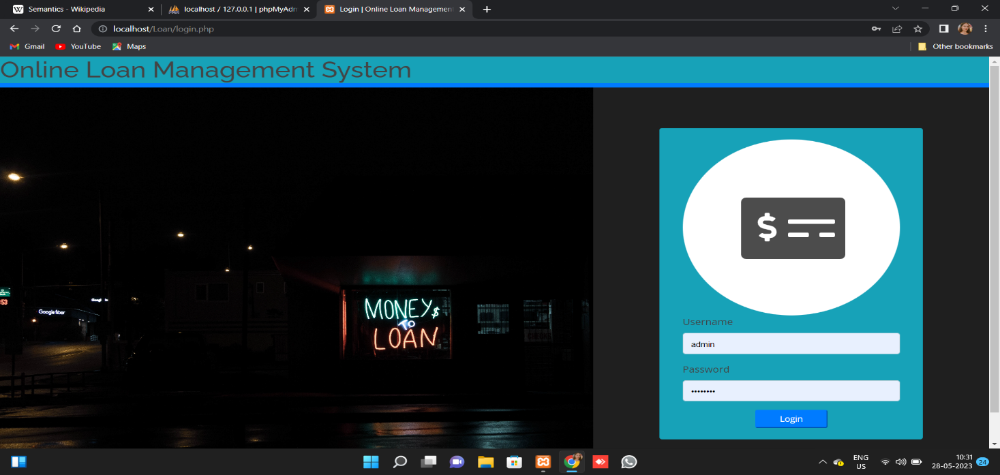 Semantics - Wikipedia
localhost / 127.0.0.1 | phpMyAdm
Login | Online Loan Management
localhost/Loan/login.php
Gmail
YouTube
Maps
Other bookmarks
Online Loan Management System
$
53
Google fiber
MONEY$
TO
LOAN
Username
admin
Password
••••••••
Login
ENG
US
10:31
28-05-2023
24